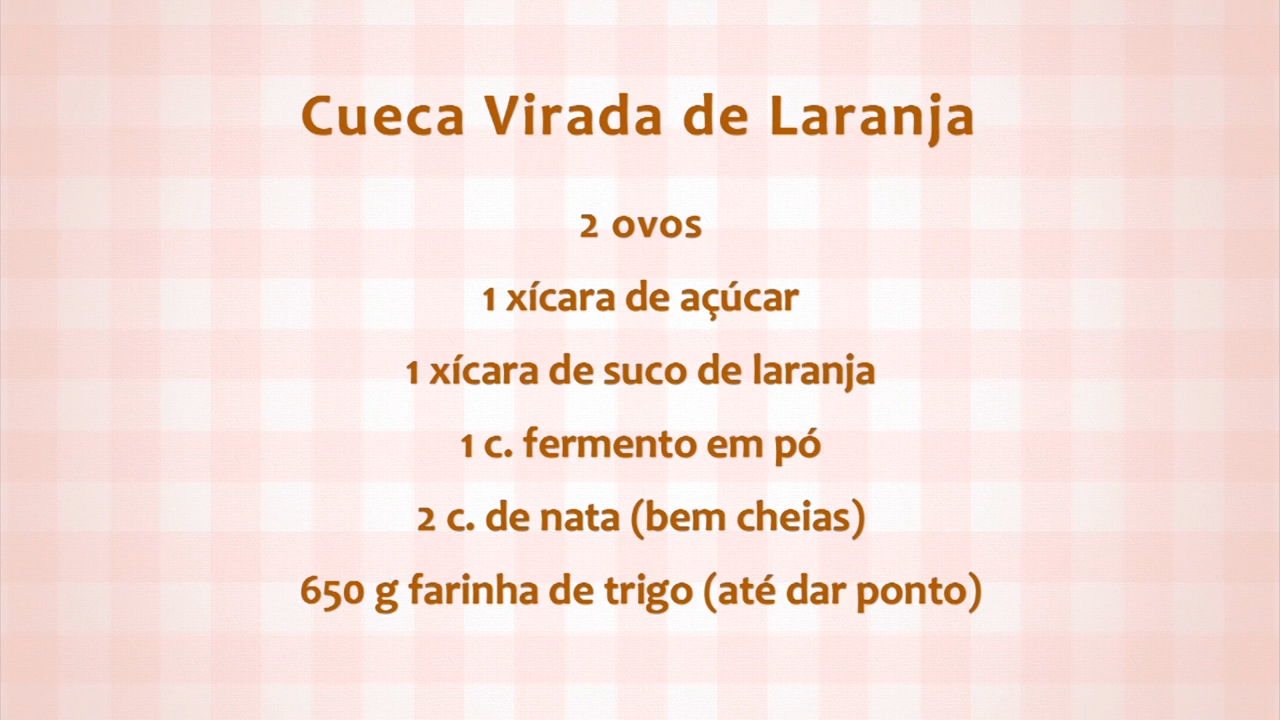 Cueca Virada de Laranja
2 ovos
1 xícara de açúcar
1 xícara de suco de laranja
1 c. fermento em pó
2 c. de nata (bem cheias)
650 g farinha de trigo (até dar ponto)